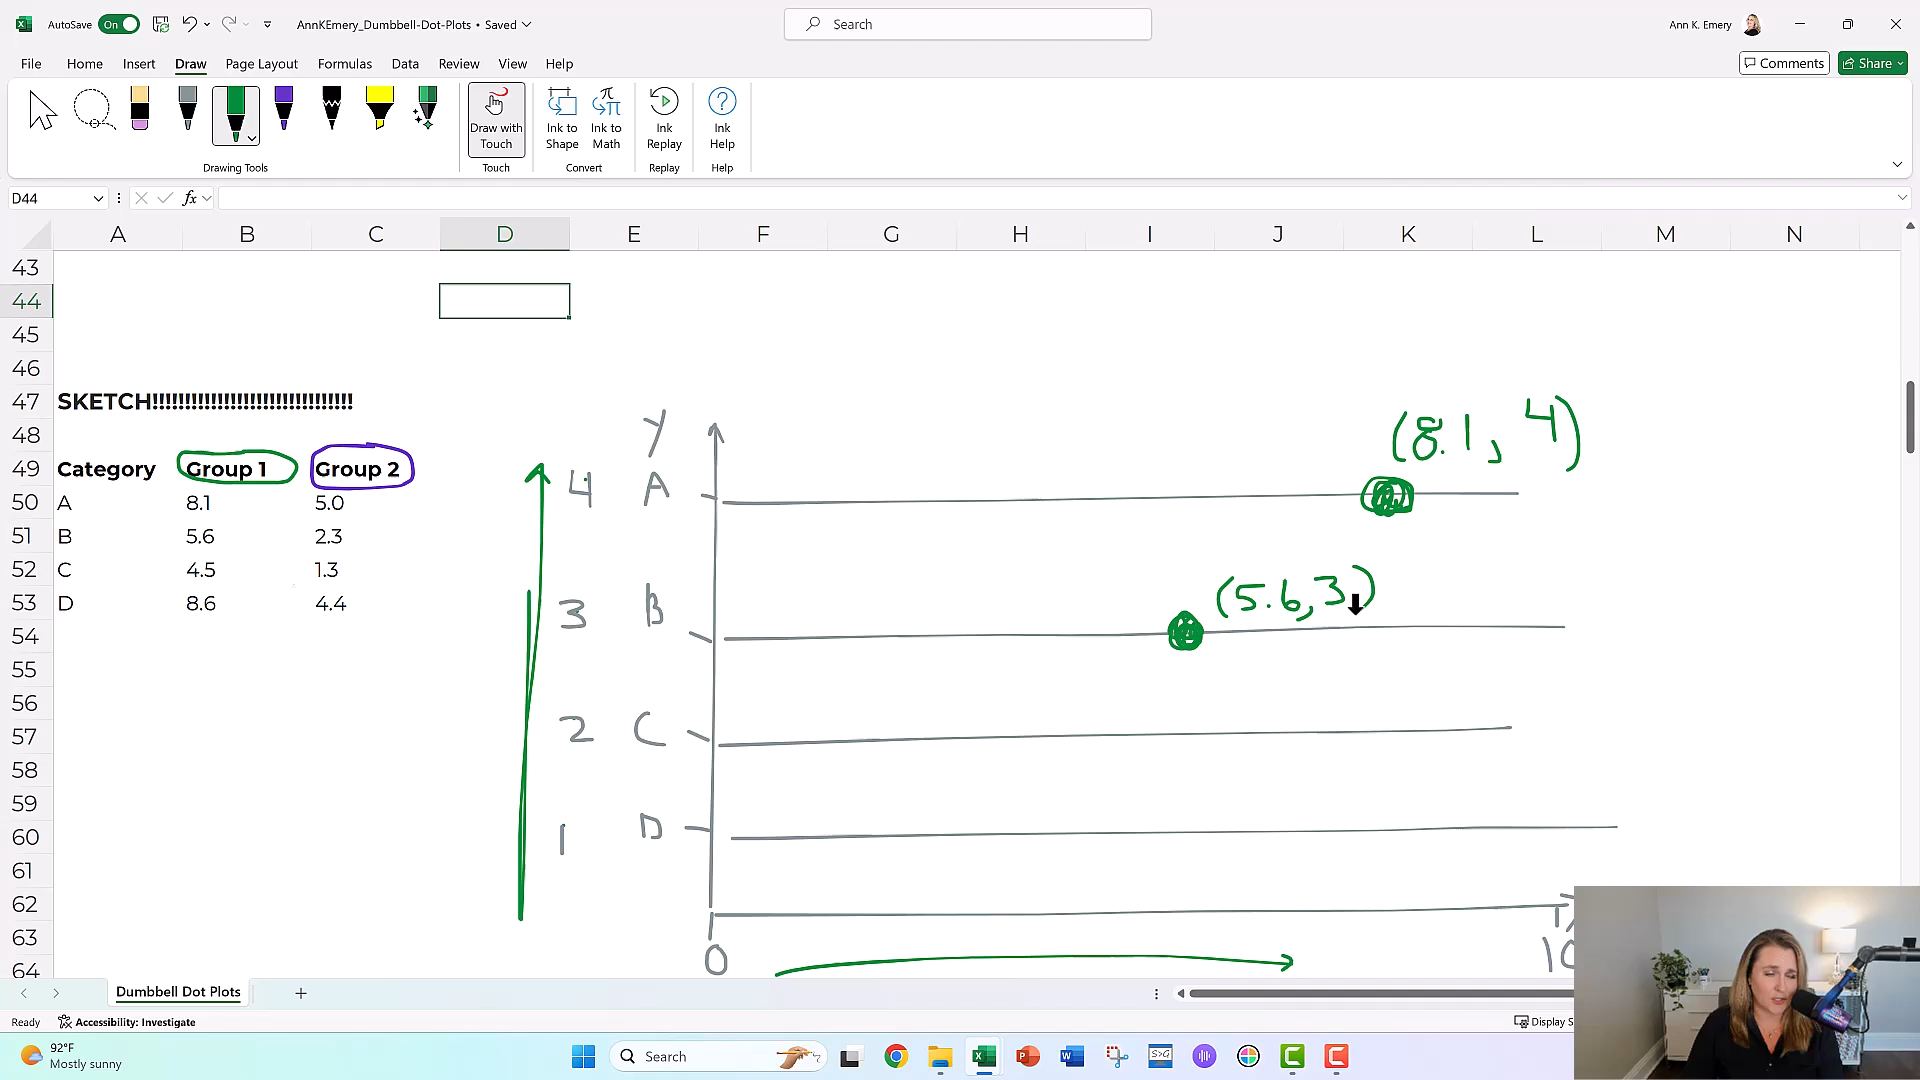 AutoSave On AnnKEmery_Dumbbell-Dot-Plots • Saved Search Ann K. Emery
File Home Insert Draw Page Layout Formulas Data Review View Help Comments Share
Draw with Touch Ink to Shape Ink to Math Ink Replay Ink Help
Drawing Tools Touch Convert Replay Help
D44 fx
A B C D E F G H I J K L M N
43
44
45
46
47 SKETCH!!!!!!!!!!!!!!!!!!!!!!!!!!!!!!!
48 Y (8.1, 4)
49 Category Group 1 Group 2
50 A 8.1 5.0 4 A
51 B 5.6 2.3
52 C 4.5 1.3
53 D 8.6 4.4 3 B (5.6,3)
54
55
56
57 2 C
58
59
60 1 D
61
62
63
64 0 10
Dumbbell Dot Plots
Ready Accessibility: Investigate Display S
92°F
Mostly sunny
Search
S>G